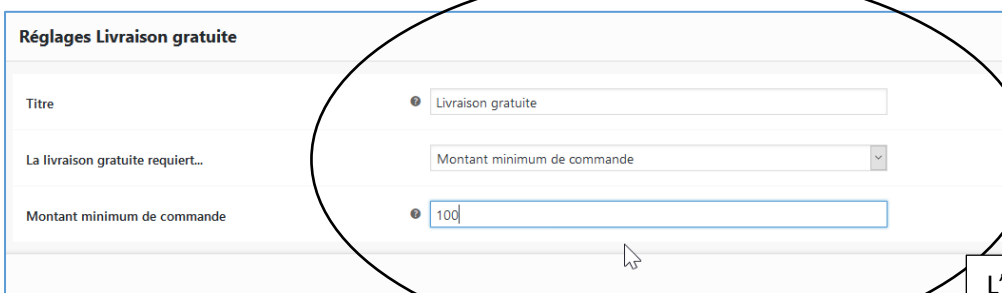 Réglages Livraison gratuite
Titre
Livraison gratuite
La livraison gratuite requiert...
Montant minimum de commande
Montant minimum de commande
100